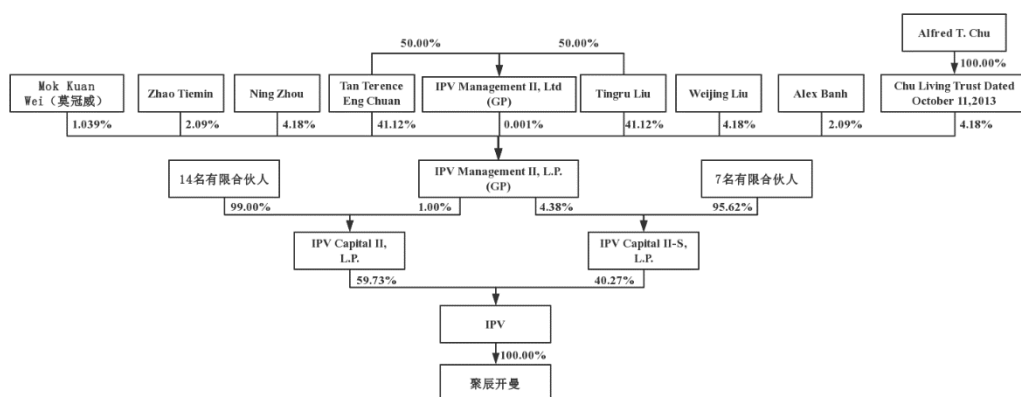 Alfred T. Chu
50.00%
50.00%
100.00%
Mok Kuan
Wei（莫冠威）
Zhao Tiemin
Ning Zhou
Tan Terence
Eng Chuan
IPV Management II, Ltd
(GP)
Tingru Liu
Weijing Liu
Alex Banh
Chu Living Trust Dated
October 11,2013
1.039%
2.09%
4.18%
41.12%
0.001%
41.12%
4.18%
2.09%
4.18%
14名有限合伙人
IPV Management II, L.P.
(GP)
7名有限合伙人
99.00%
1.00%
4.38%
95.62%
IPV Capital II,
L.P.
IPV Capital II-S,
L.P.
59.73%
40.27%
IPV
100.00%
聚辰开曼